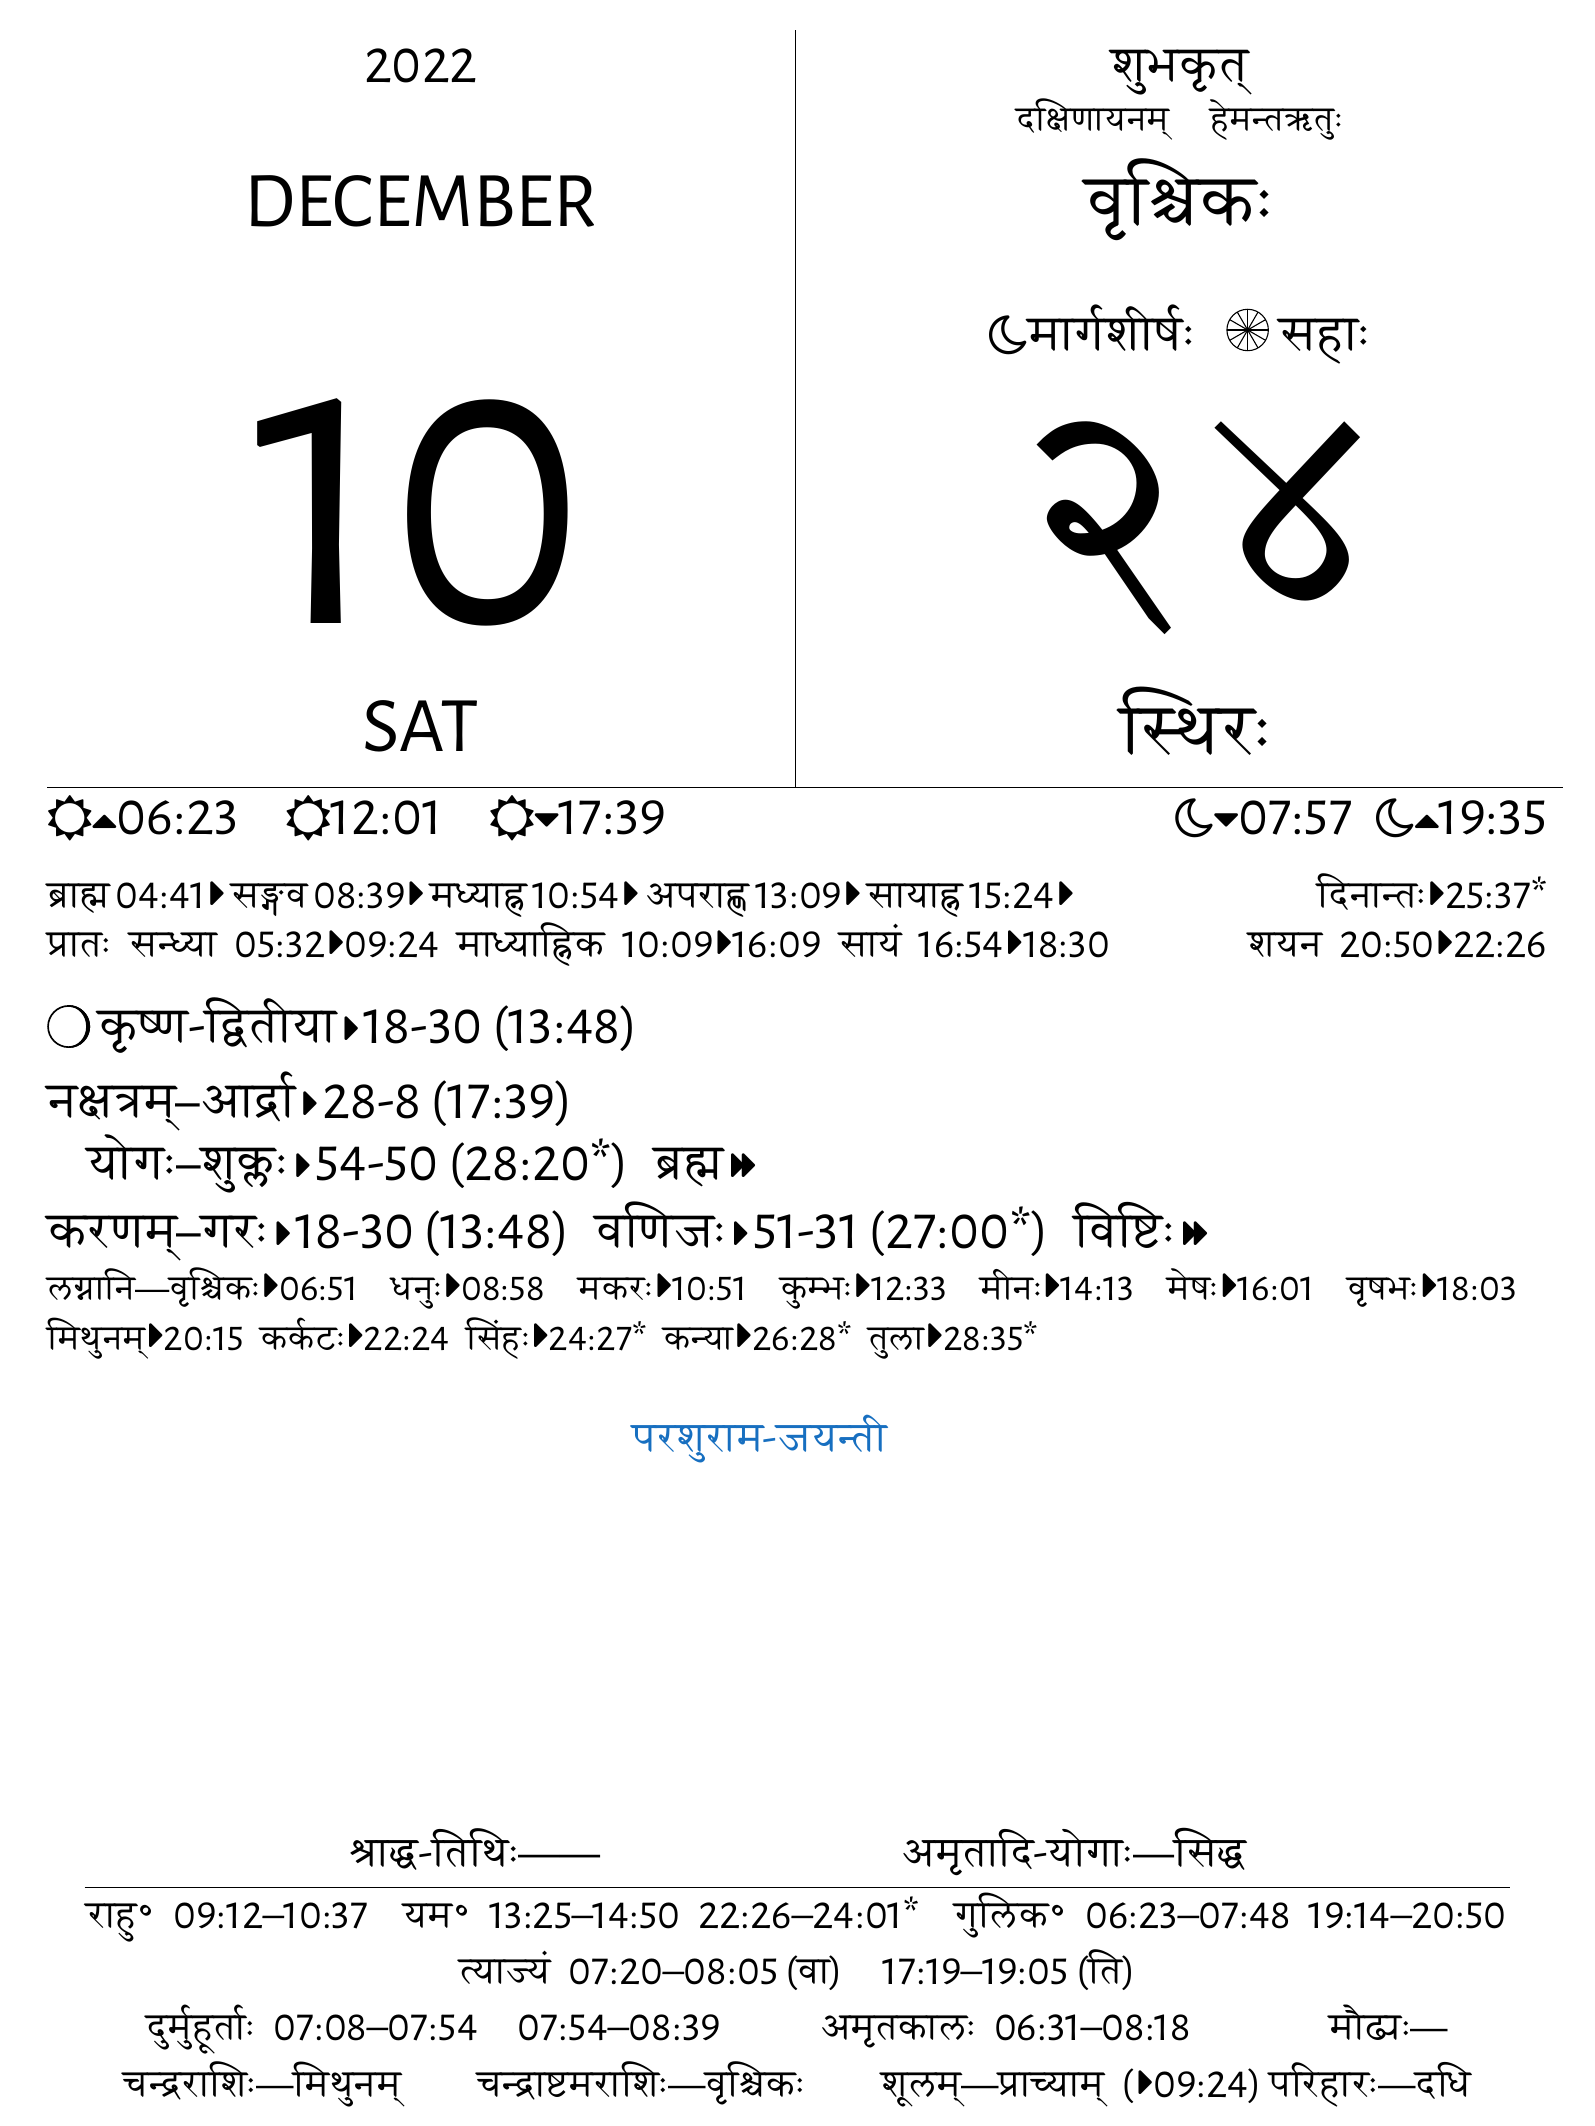 2022
DECEMBER
10
SAT
शुभकृत्
दक्षिणायनम् हेमन्तऋतुः
वृश्चिकः
मार्गशीर्षः सहाः
२४
स्थिरः
06:23 12:01 17:39 07:57 19:35
ब्राह्म 04:41 सङ्गव 08:39 मध्याह्न 10:54 अपराह्ण 13:09 सायाह्न 15:24 दिनान्तः 25:37*
प्रातः सन्ध्या 05:32 09:24 माध्याह्निक 10:09 16:09 सायं 16:54 18:30 शयन 20:50 22:26
कृष्ण-द्वितीया 18-30 (13:48)
नक्षत्रम्–आर्द्रा 28-8 (17:39)
योगः–शुक्लः 54-50 (28:20*) ब्रह्म
करणम्–गरः 18-30 (13:48) वणिजः 51-31 (27:00*) विष्टिः
लग्नानि—वृश्चिकः 06:51 धनुः 08:58 मकरः 10:51 कुम्भः 12:33 मीनः 14:13 मेषः 16:01 वृषभः 18:03
मिथुनम् 20:15 कर्कटः 22:24 सिंहः 24:27* कन्या 26:28* तुला 28:35*
परशुराम-जयन्ती
श्राद्ध-तिथिः—— अमृतादि-योगाः—सिद्ध
राहु॰ 09:12–10:37 यम॰ 13:25–14:50 22:26–24:01* गुलिक॰ 06:23–07:48 19:14–20:50
त्याज्यं 07:20–08:05 (वा) 17:19–19:05 (ति)
दुर्मुहूर्ताः 07:08–07:54 07:54–08:39 अमृतकालः 06:31–08:18 मौढ्यः—
चन्द्रराशिः—मिथुनम् चन्द्राष्टमराशिः—वृश्चिकः शूलम्—प्राच्याम् (09:24) परिहारः—दधि